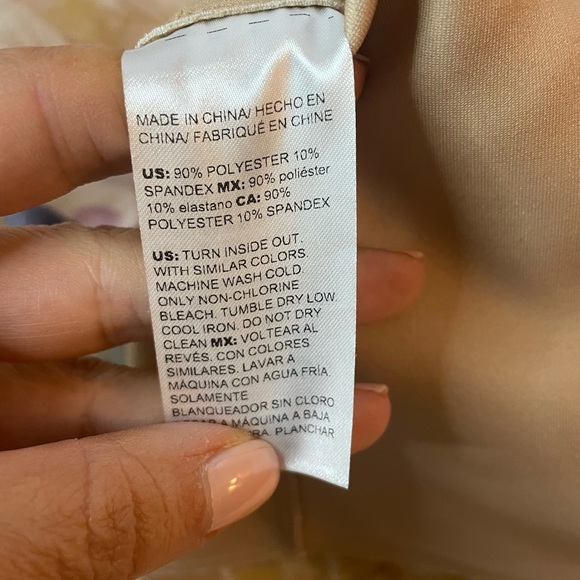 MADE IN CHINA/ HECHO EN
CHINA/ FABRIQUÉ EN CHINE
US: 90% POLYESTER 10%
SPANDEX MX: 90% poliéster
10% elastano CA: 90%
POLYESTER 10% SPANDEX
US: TURN INSIDE OUT.
WITH SIMILAR COLORS.
MACHINE WASH COLD.
ONLY NON-CHLORINE
BLEACH. TUMBLE DRY LOW.
COOL IRON. DO NOT DRY
CLEAN MX: VOLTEAR AL
REVÉS. CON COLORES
SIMILARES. LAVAR A
MÁQUINA CON AGUA FRÍA.
SOLAMENTE
BLANQUEADOR SIN CLORO
A MÁQUINA A BAJA
PLANCHAR